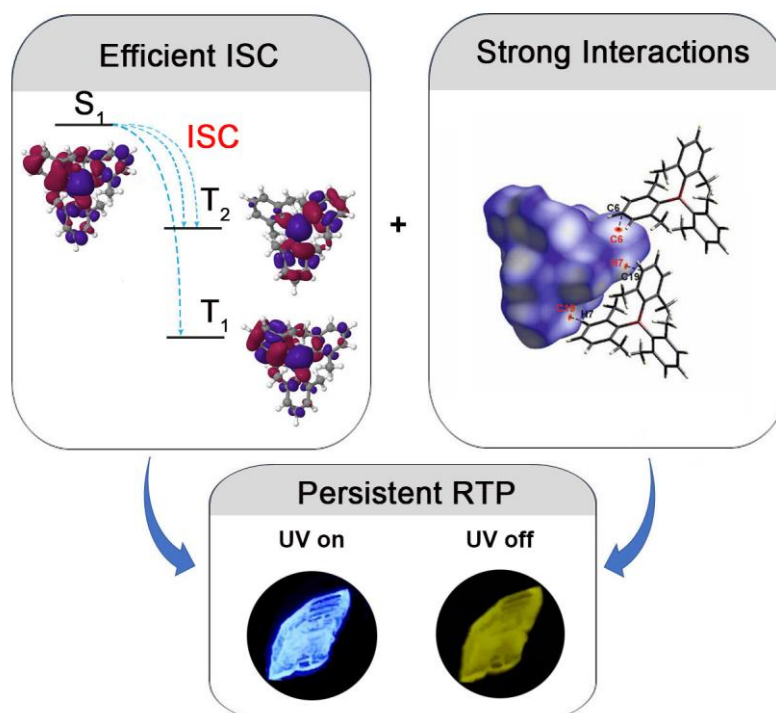 Efficient ISC
S1
ISC
T2
T1
+
Strong Interactions
C6
C6
H7
C19
C19
H7
Persistent RTP
UV on
UV off